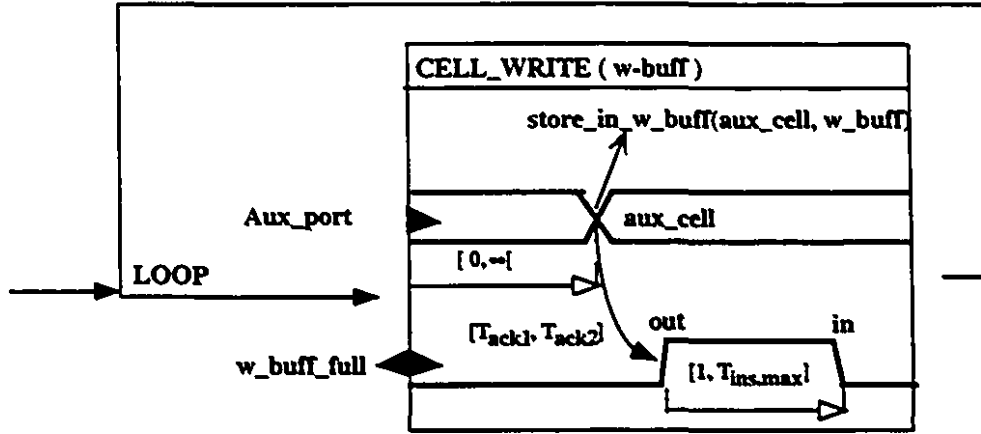 CELL_WRITE ( w-buff )
store_in_w_buff(aux_cell, w_buff)
Aux_port
aux_cell
[ 0,∞[
LOOP
[Tack1, Tack2]
out
in
w_buff_full
[1, Tins,max]